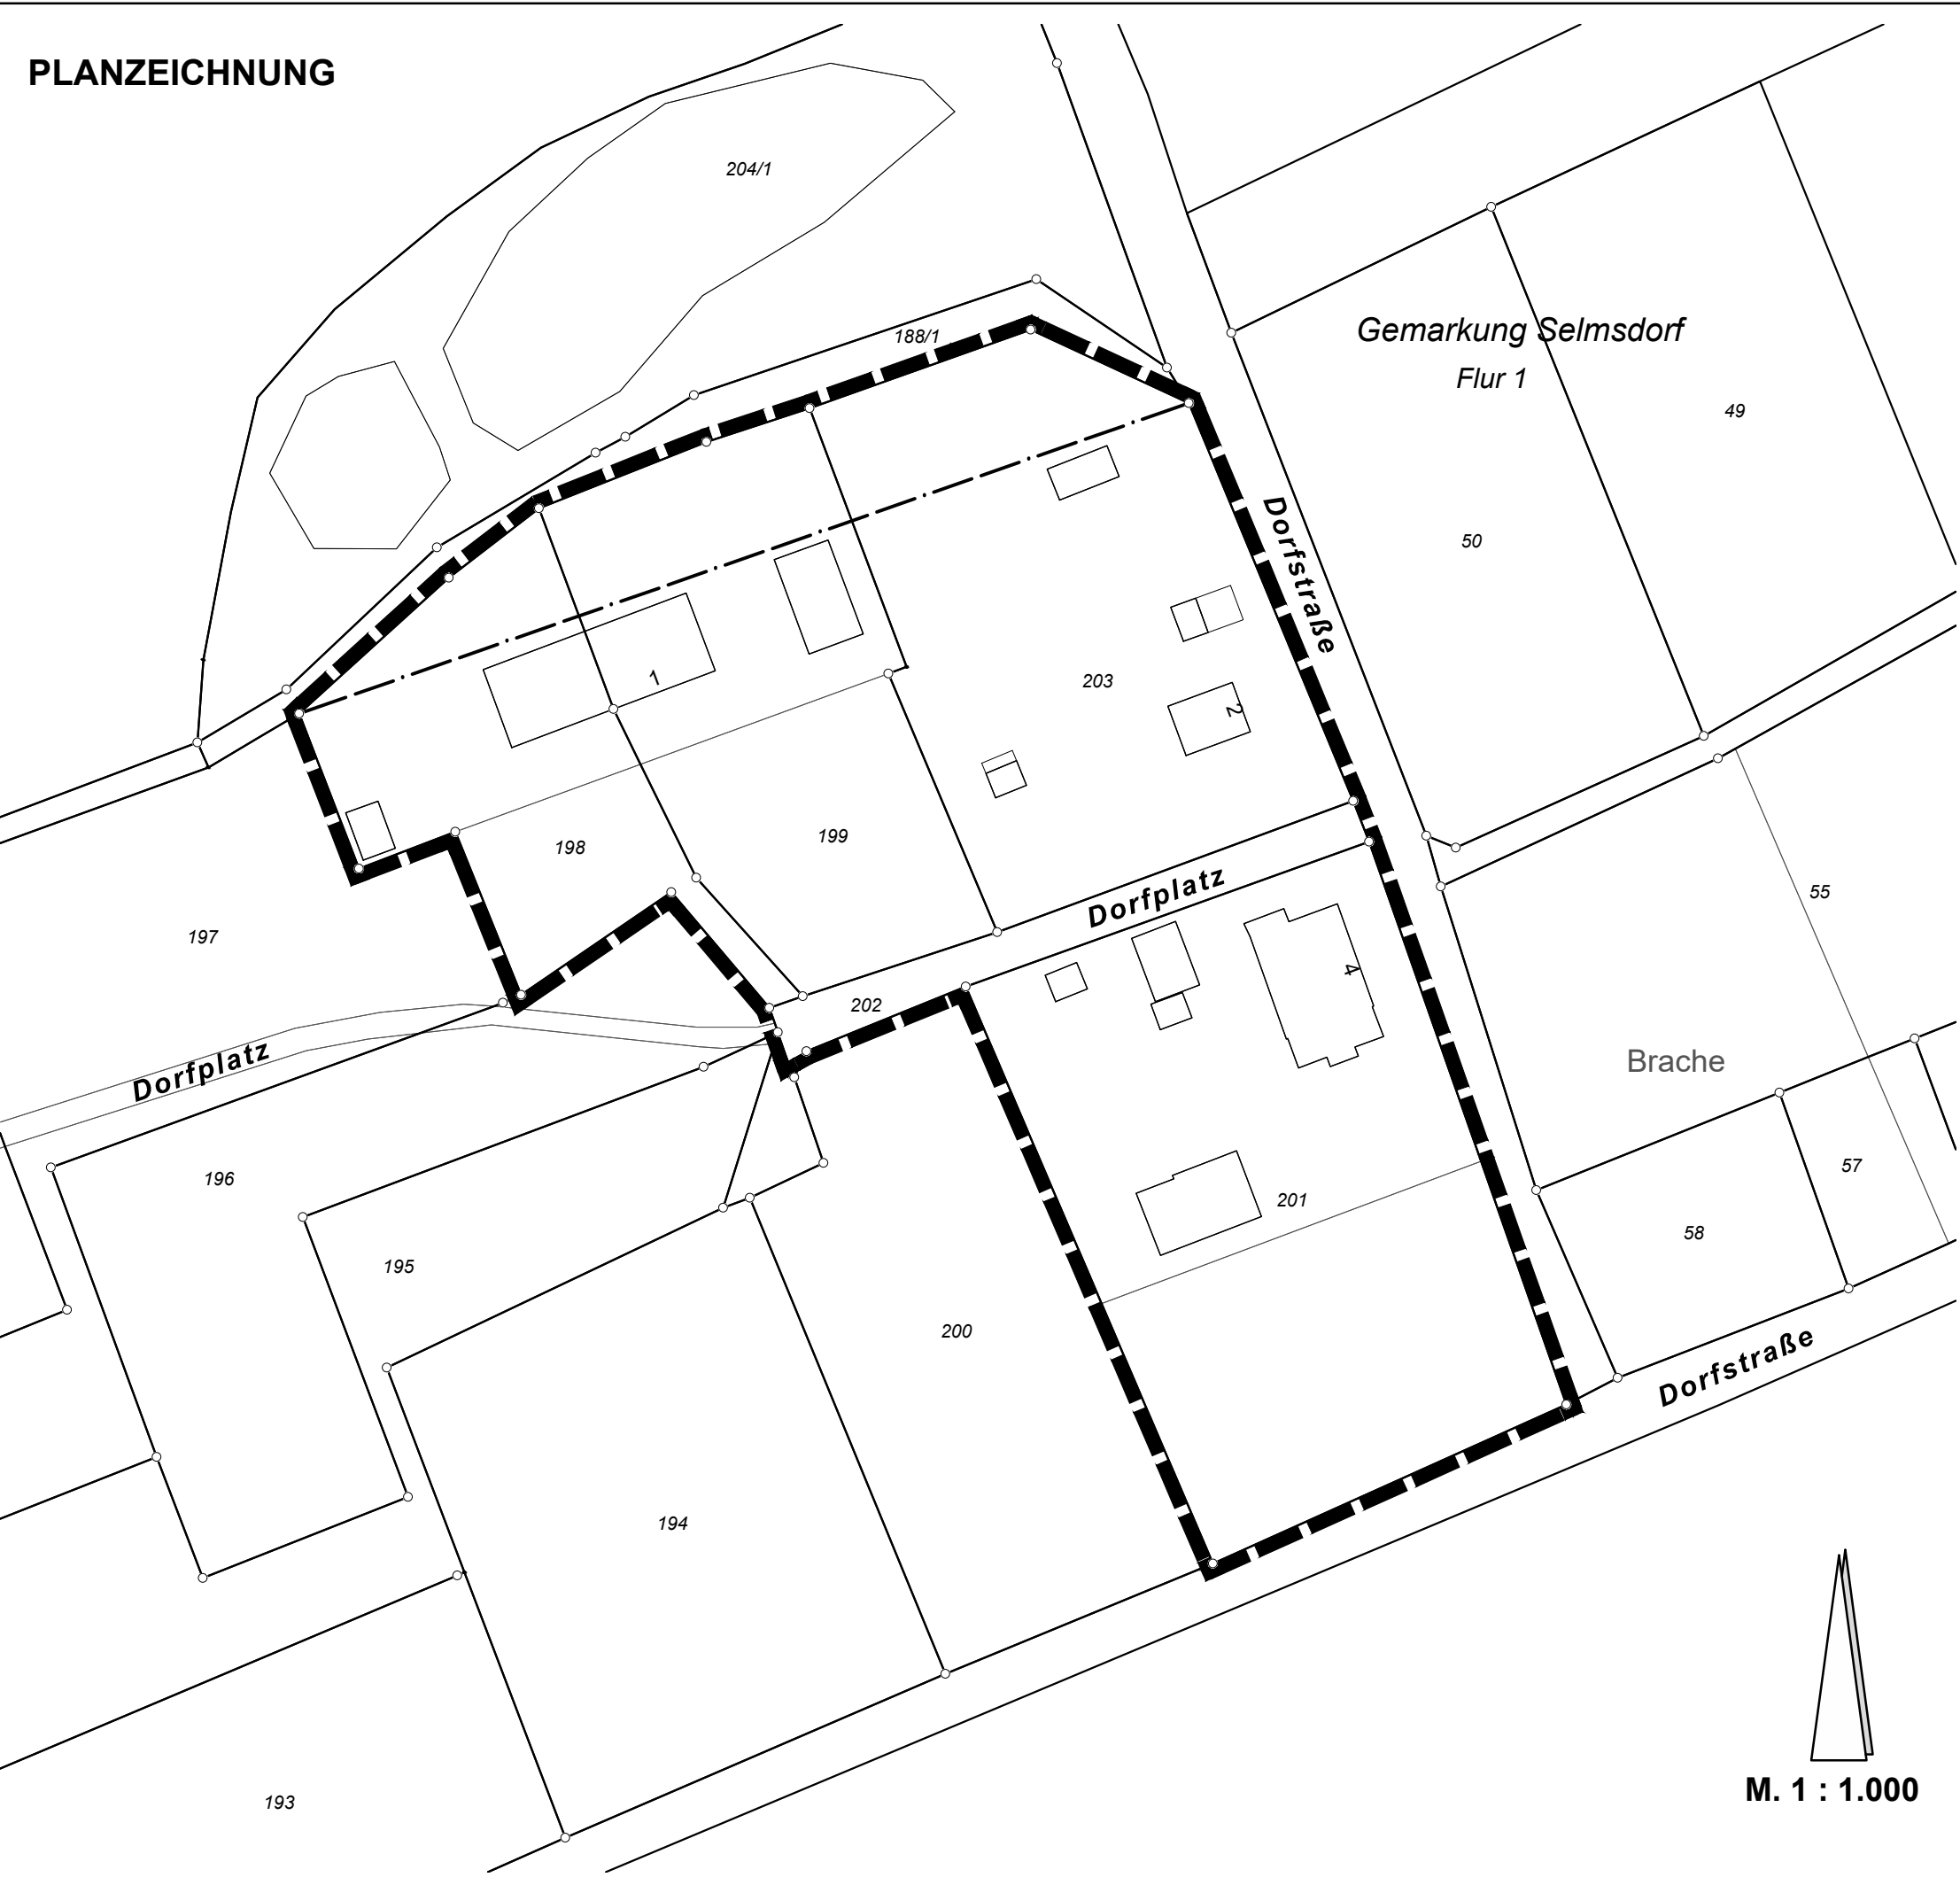 PLANZEICHNUNG
204/1
188/1
Gemarkung Selmsdorf
Flur 1
49
50
Dorfstraße
1
203
2
199
198
Dorfplatz
55
197
4
202
Dorfplatz
Brache
196
57
201
58
195
200
Dorfstraße
194
M. 1 : 1.000
193